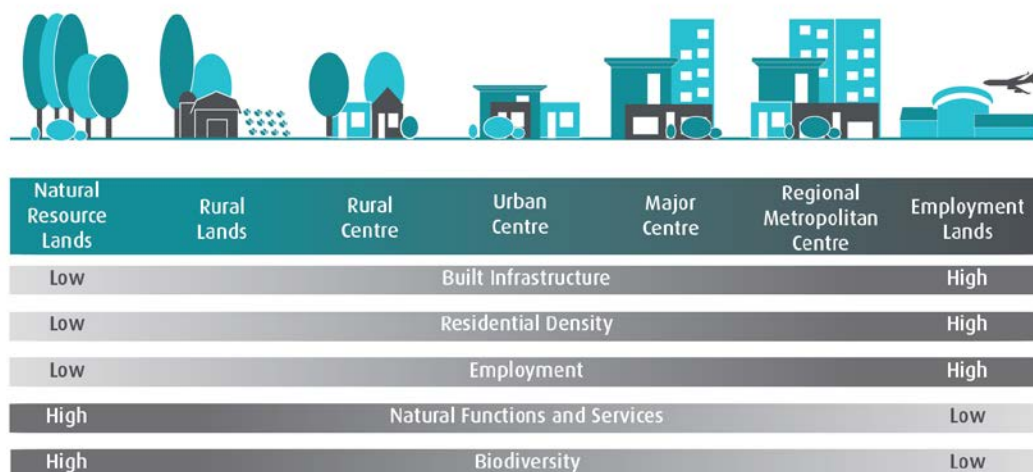 Natural
Resource
Lands
Rural
Lands
Rural
Centre
Urban
Centre
Major
Centre
Regional
Metropolitan
Centre
Employment
Lands
Low Built Infrastructure High
Low Residential Density High
Low Employment High
High Natural Functions and Services Low
High Biodiversity Low